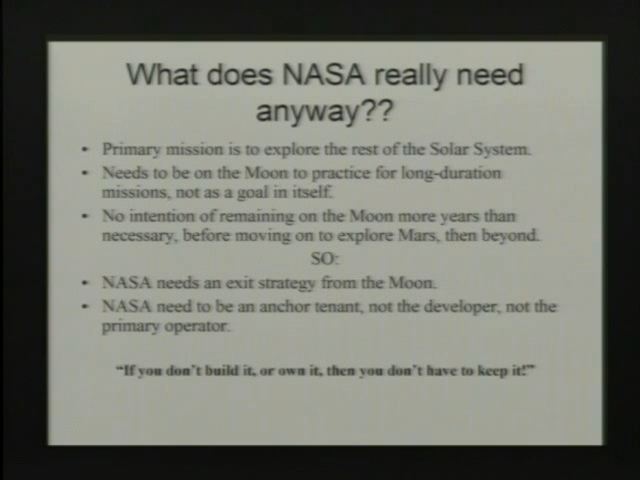 What does NASA really need
anyway??
• Primary mission is to explore the rest of the Solar System.
• Needs to be on the Moon to practice for long-duration
missions, not as a goal in itself.
• No intention of remaining on the Moon more years than
necessary, before moving on to explore Mars, then beyond.
SO:
• NASA needs an exit strategy from the Moon.
• NASA need to be an anchor tenant, not the developer, not the
primary operator.
"If you don't build it, or own it, then you don't have to keep it!"